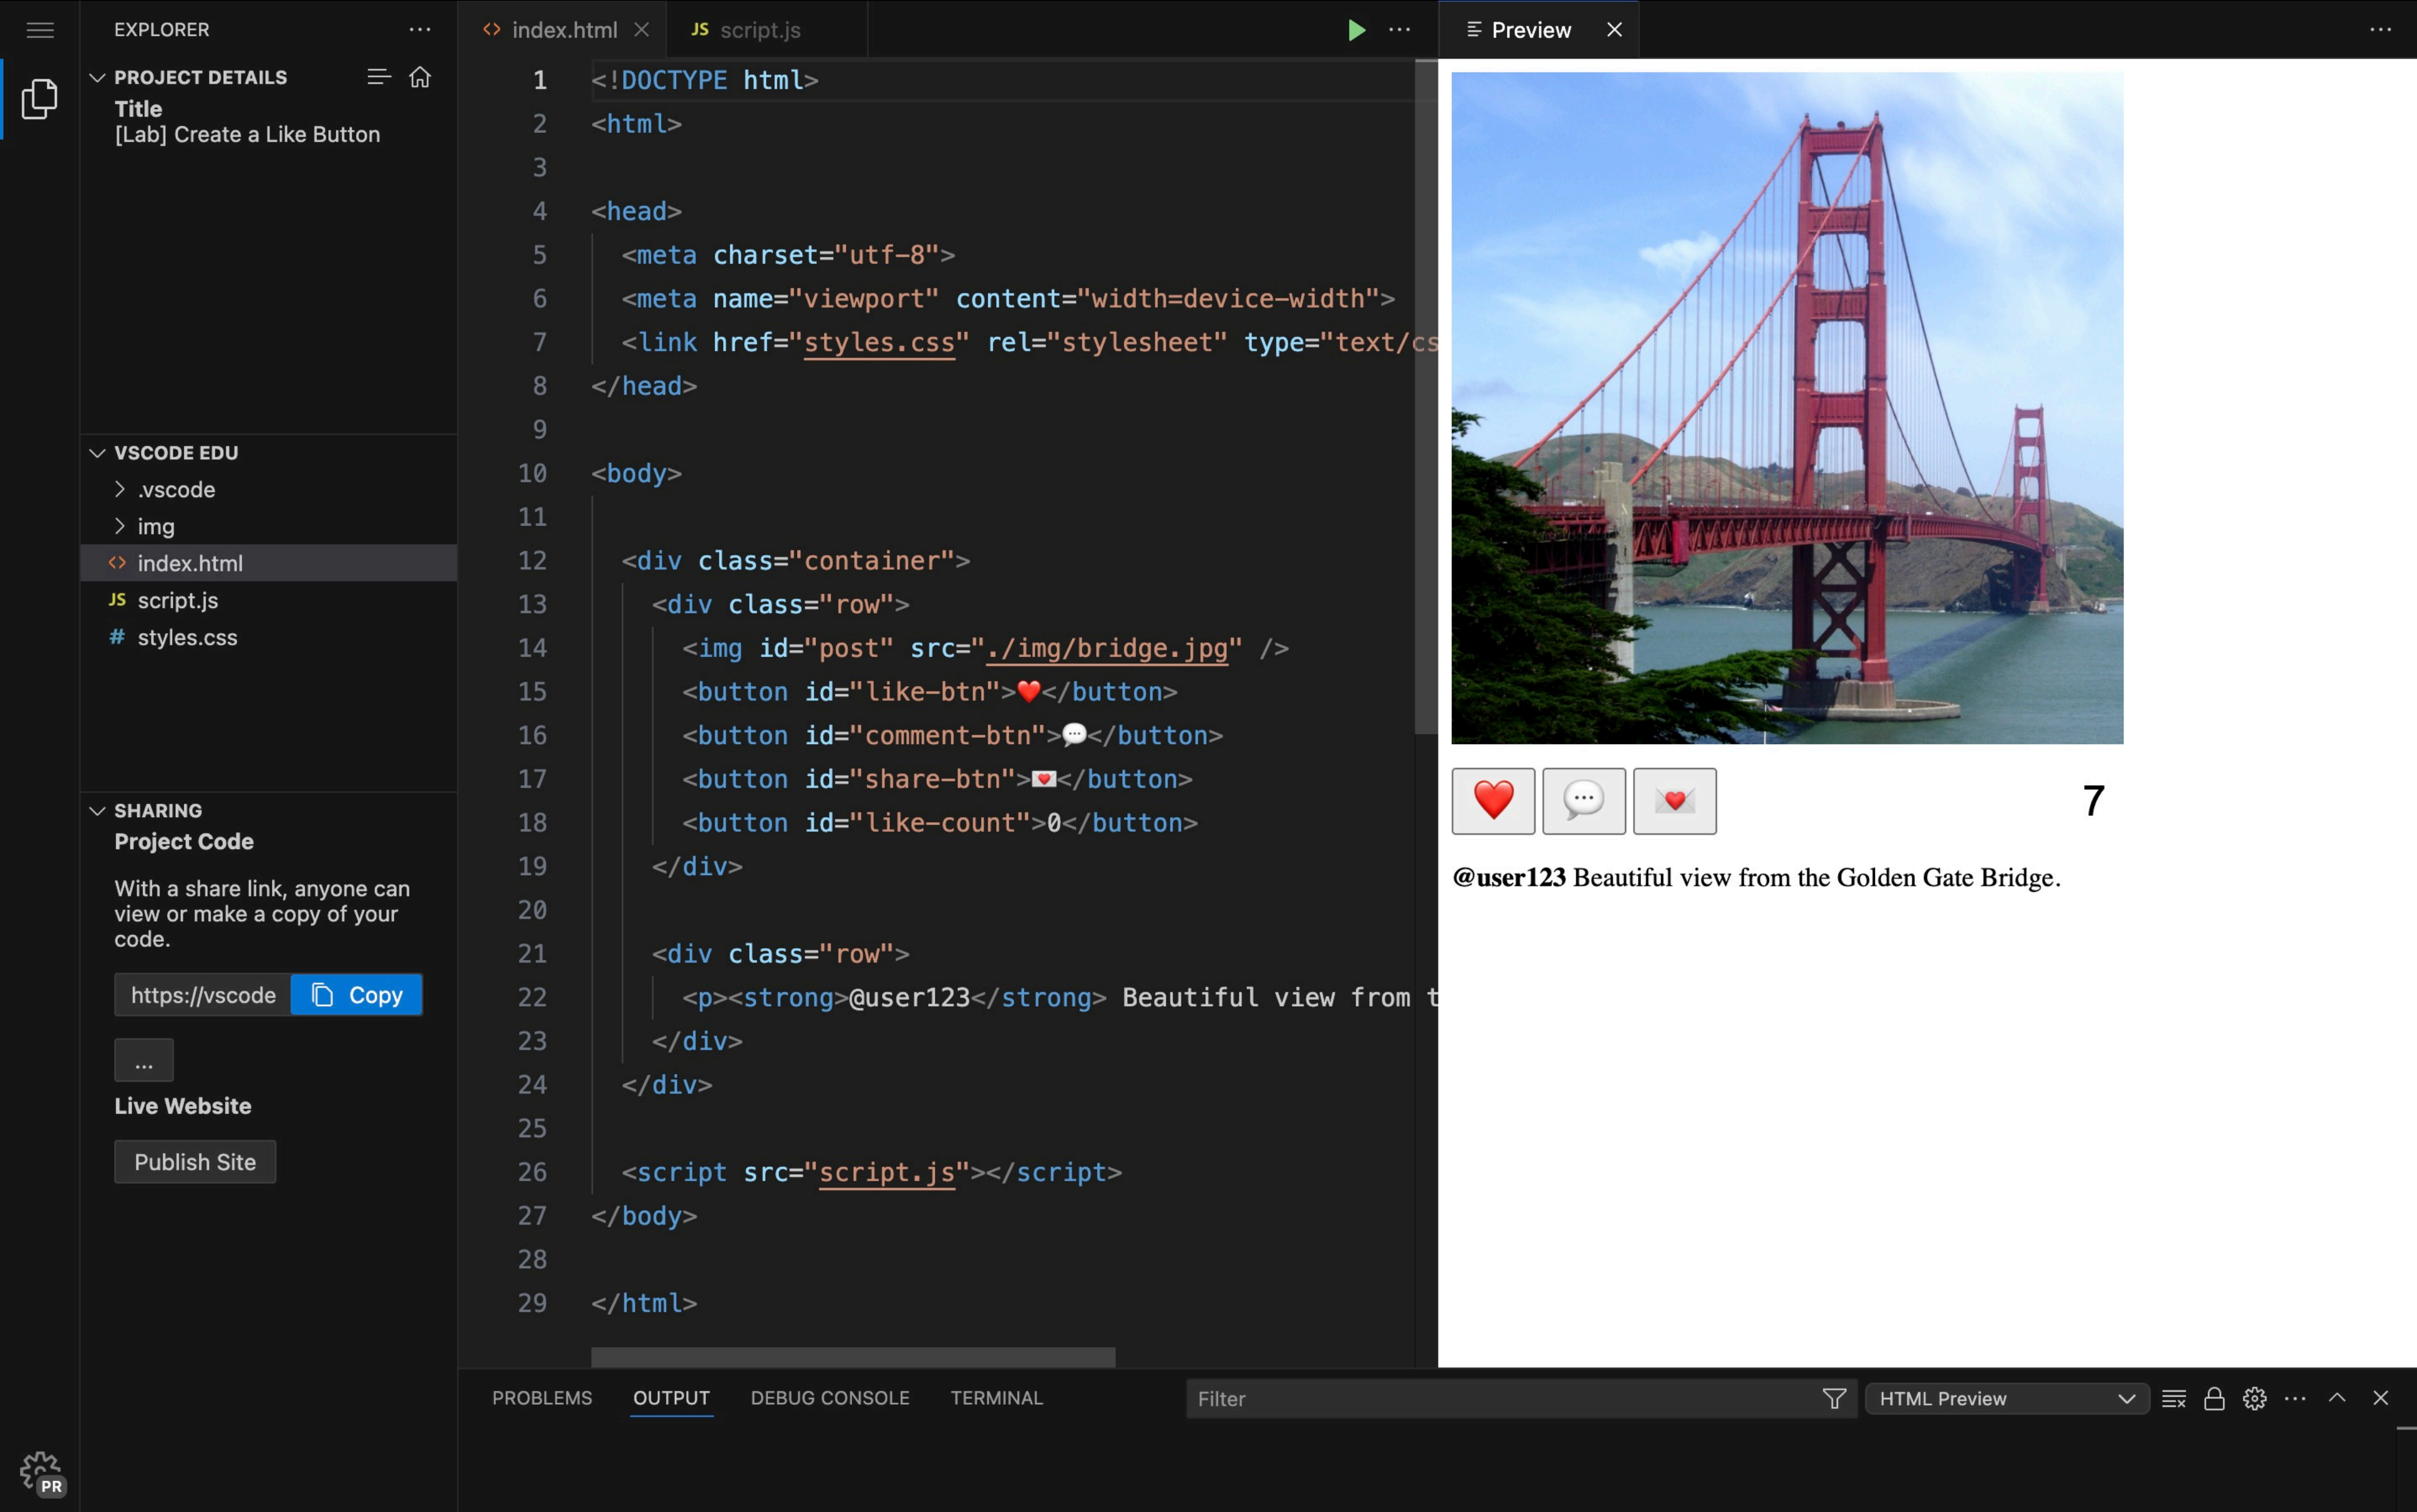 EXPLORER
PROJECT DETAILS
Title
[Lab] Create a Like Button
VSCODE EDU
.vscode
img
<> index.html
JS script.js
# styles.css
SHARING
Project Code
With a share link, anyone can
view or make a copy of your
code.
https://vscode
Copy
...
Live Website
Publish Site
PR
<> index.html
JS script.js
1 <!DOCTYPE html>
2 <html>
3
4 <head>
5 <meta charset="utf-8">
6 <meta name="viewport" content="width=device-width">
7 <link href="styles.css" rel="stylesheet" type="text/cs
8 </head>
9
10 <body>
11
12 <div class="container">
13 <div class="row">
14 <img id="post" src="./img/bridge.jpg" />
15 <button id="like-btn">❤️</button>
16 <button id="comment-btn">💬</button>
17 <button id="share-btn">💌</button>
18 <button id="like-count">0</button>
19 </div>
20
21 <div class="row">
22 <p><strong>@user123</strong> Beautiful view from t
23 </div>
24 </div>
25
26 <script src="script.js"></script>
27 </body>
28
29 </html>
Preview
7
@user123 Beautiful view from the Golden Gate Bridge.
PROBLEMS OUTPUT DEBUG CONSOLE TERMINAL
Filter
HTML Preview